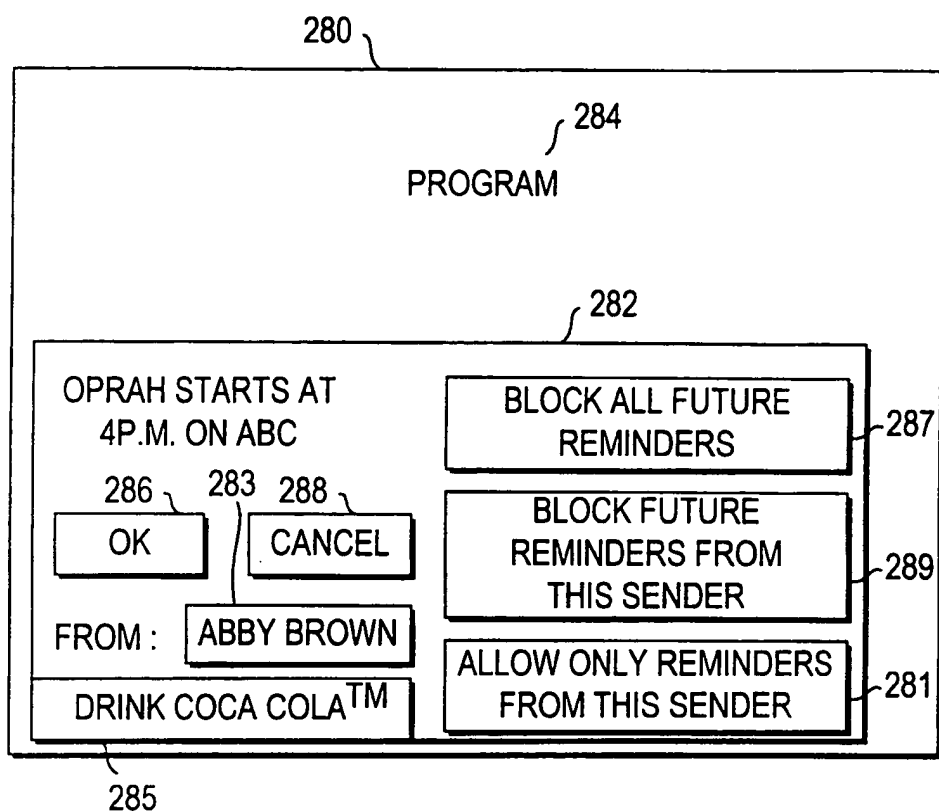 280
284
PROGRAM
282
OPRAH STARTS AT
4P.M. ON ABC
286
283
288
OK
CANCEL
FROM :
ABBY BROWN
DRINK COCA COLA™
285
BLOCK ALL FUTURE
REMINDERS
287
BLOCK FUTURE
REMINDERS FROM
THIS SENDER
289
ALLOW ONLY REMINDERS
FROM THIS SENDER
281